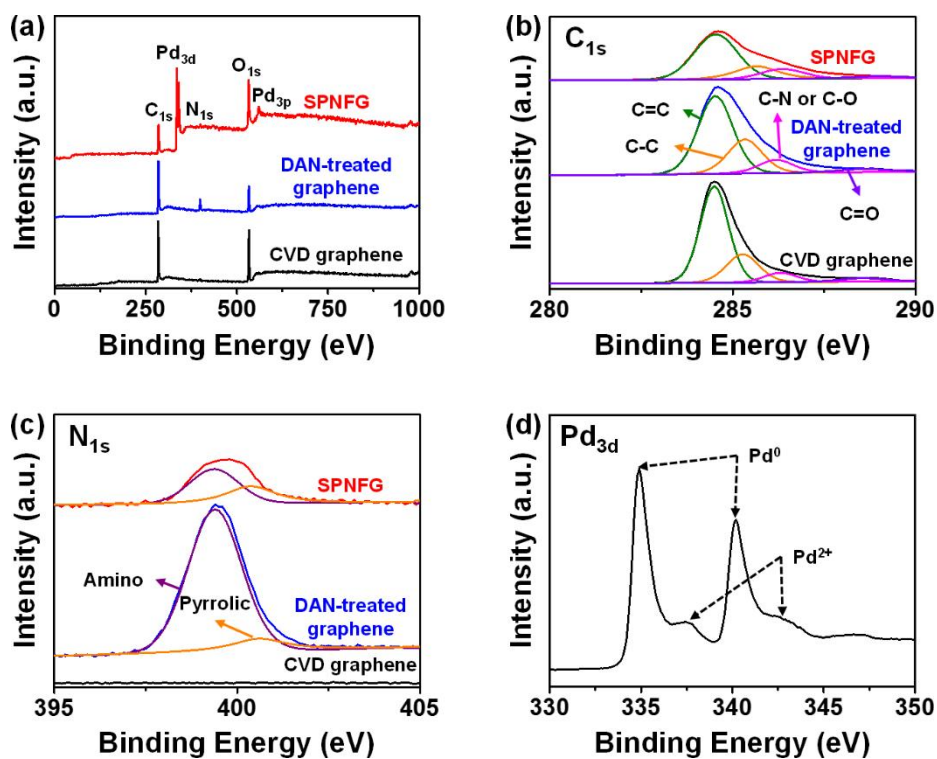 (a)
Pd3d
C1s
N1s
O1s
Pd3p
SPNFG
DAN-treated
graphene
CVD graphene
Intensity (a.u.)
0 250 500 750 1000
Binding Energy (eV)
(b)
C1s
SPNFG
C=C
C-C
C-N or C-O
DAN-treated
graphene
C=O
CVD graphene
Intensity (a.u.)
280 285 290
Binding Energy (eV)
(c)
N1s
SPNFG
Amino
Pyrrolic
DAN-treated
graphene
CVD graphene
Intensity (a.u.)
395 400 405
Binding Energy (eV)
(d)
Pd3d
Pd⁰
Pd²⁺
Intensity (a.u.)
330 335 340 345 350
Binding Energy (eV)